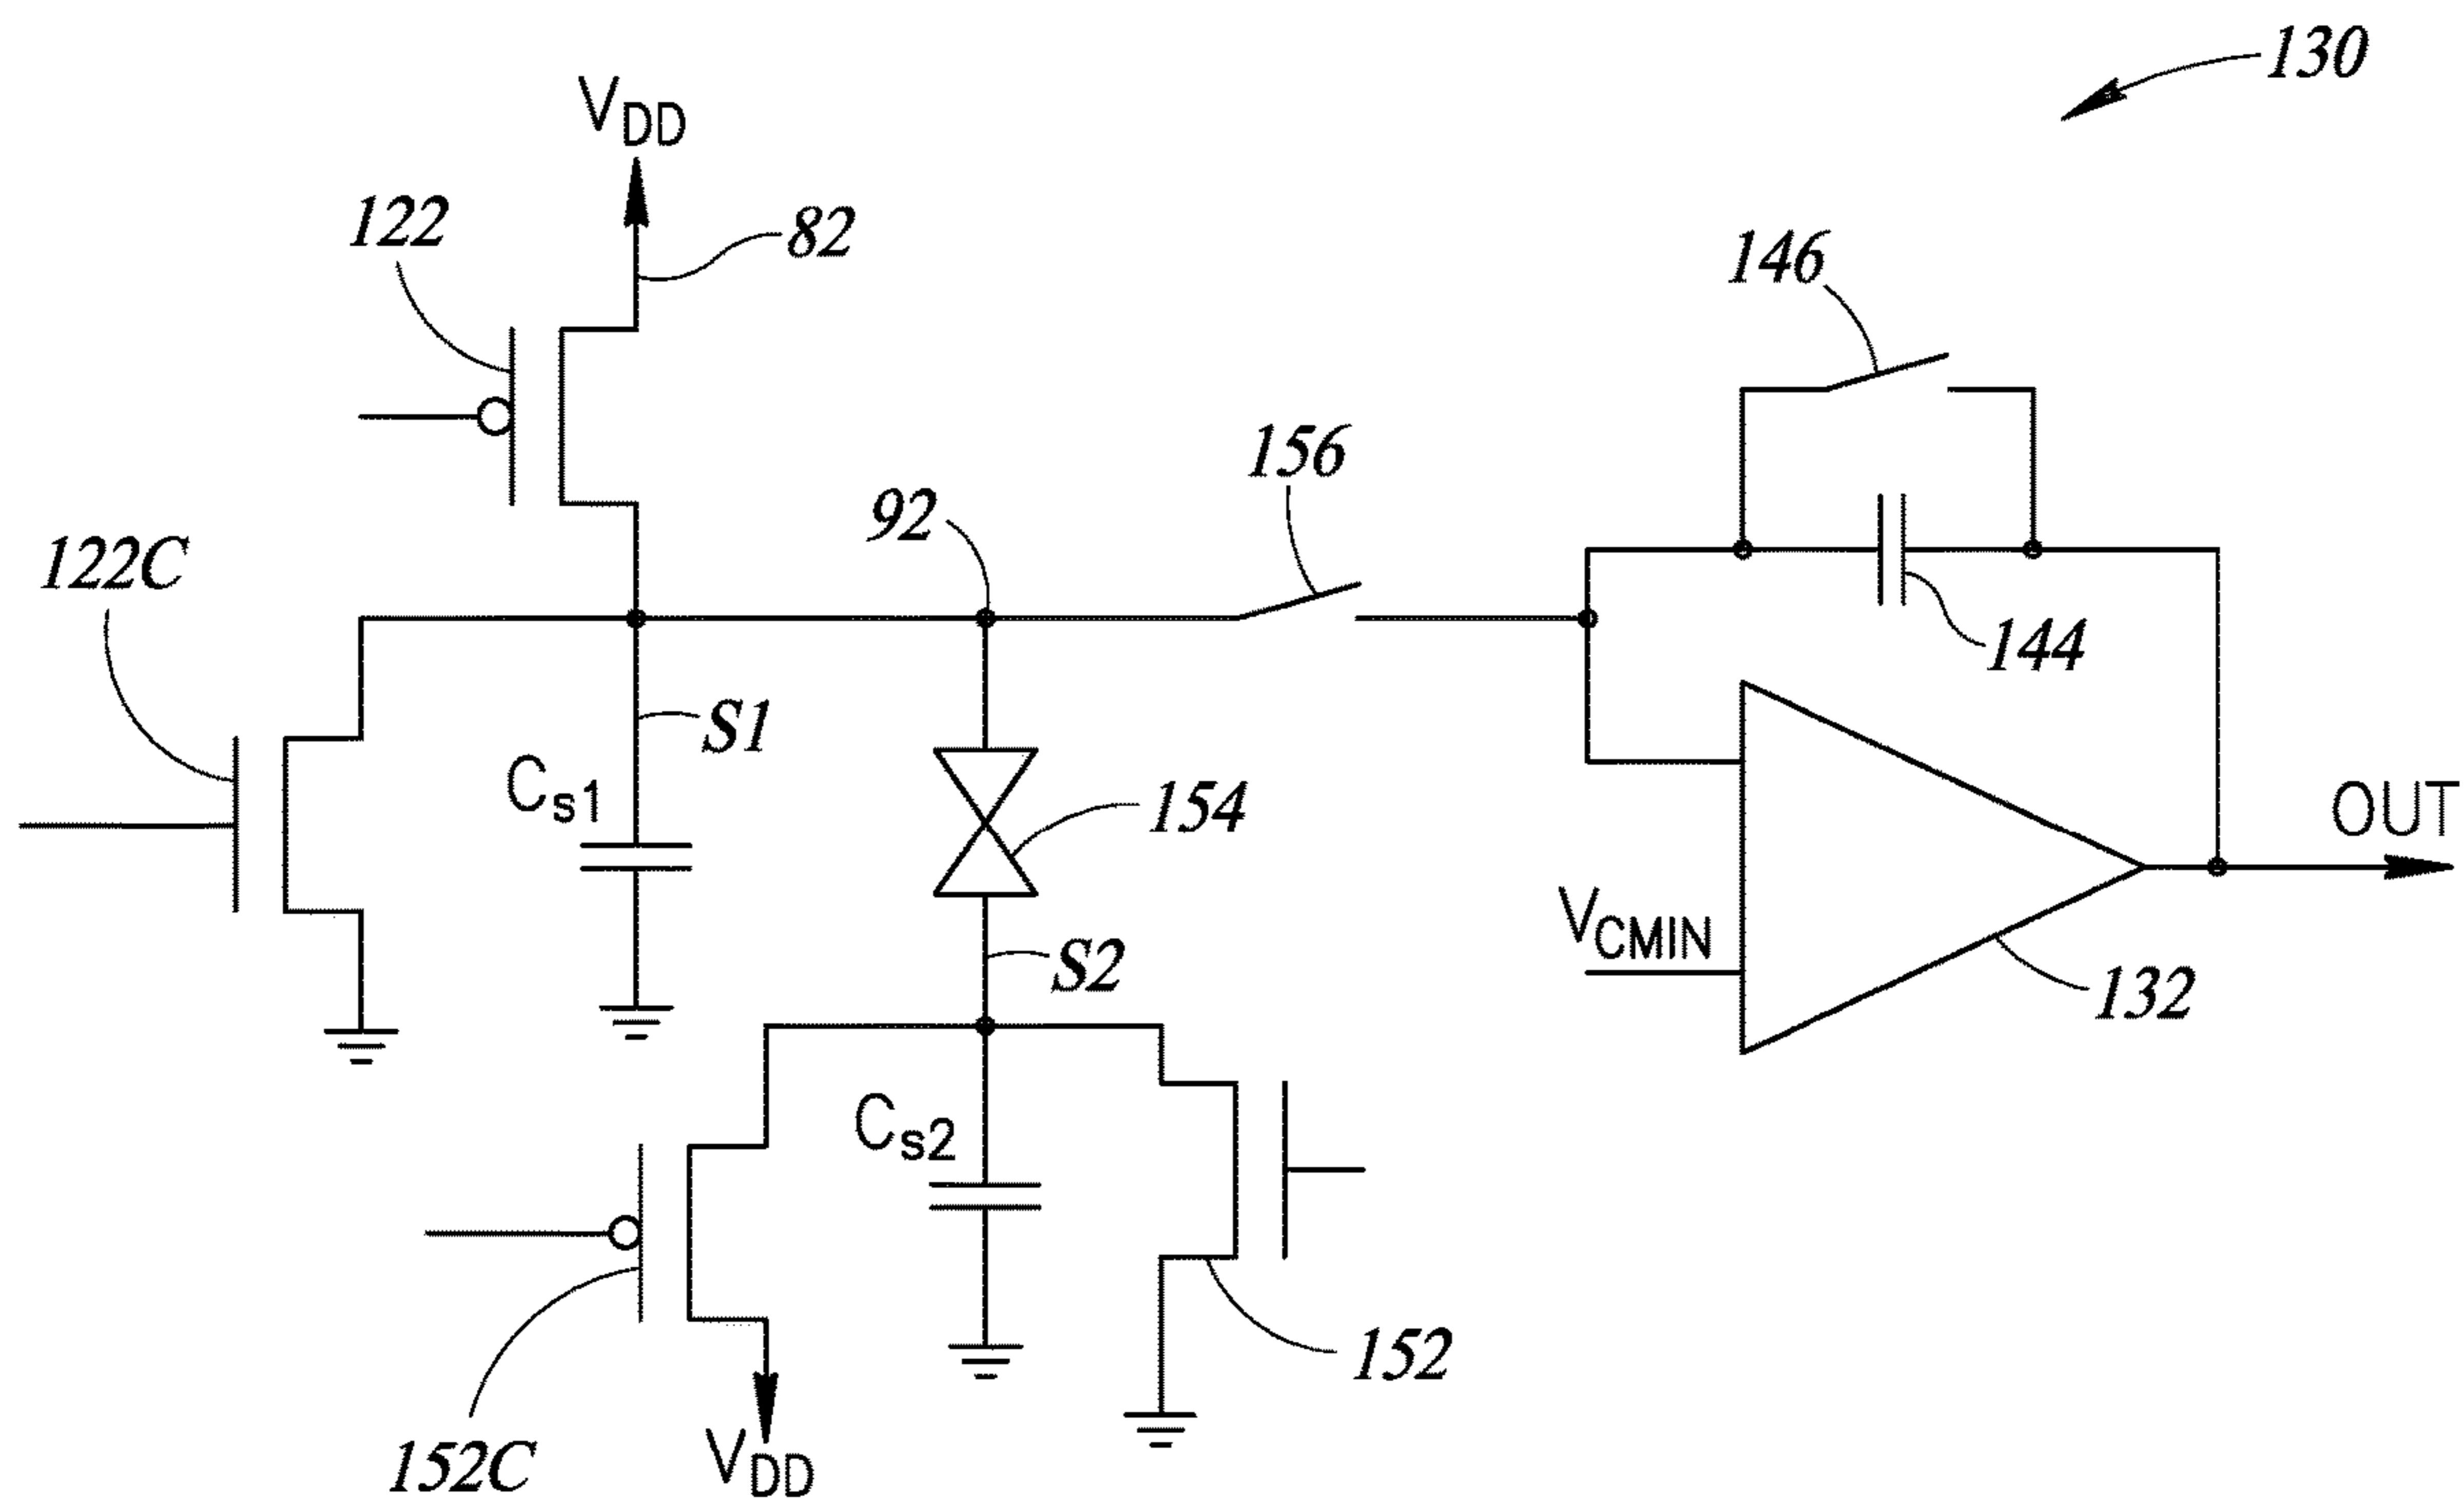 130
VDD
122
82
146
156
92
122C
144
S1
Cs1
154
OUT
VCMIN
S2
132
Cs2
152
152C
VDD